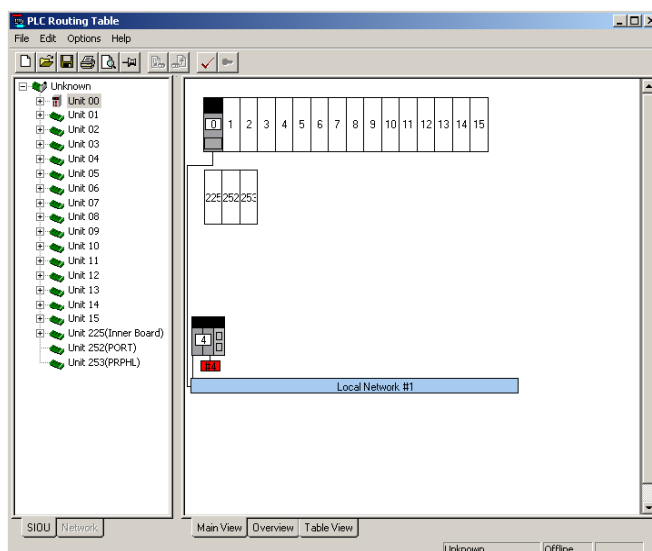 PLC Routing Table
File Edit Options Help
Unknown
Unit 00
Unit 01
Unit 02
Unit 03
Unit 04
Unit 05
Unit 06
Unit 07
Unit 08
Unit 09
Unit 10
Unit 11
Unit 12
Unit 13
Unit 14
Unit 15
Unit 225(Inner Board)
Unit 252(PORT)
Unit 253(PRPHL)
0 1 2 3 4 5 6 7 8 9 10 11 12 13 14 15
225 252 253
4
#4
Local Network #1
SIOU Network
Main View Overview Table View
Unknown Offline